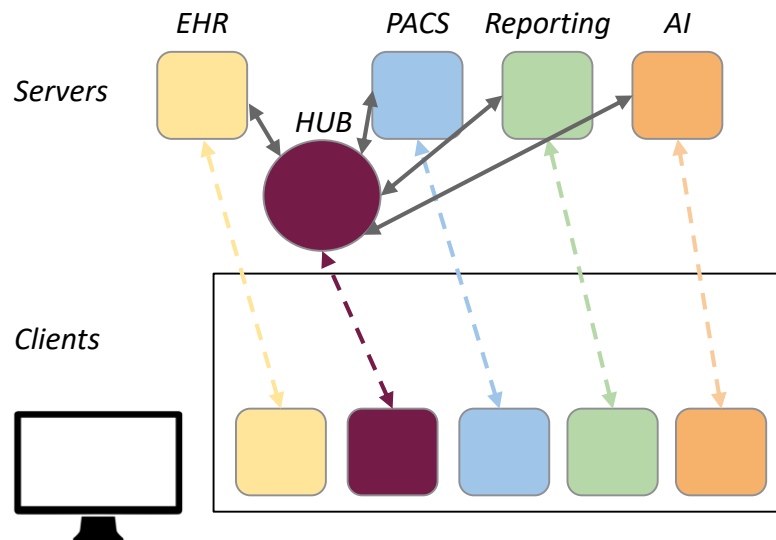 EHR
PACS
Reporting
AI
Servers
HUB
Clients